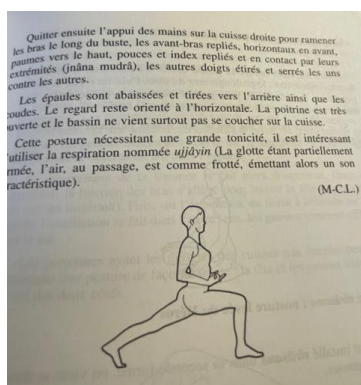 Quitter ensuite l'appui des mains sur la cuisse droite pour ramener
les bras le long du buste, les avant-bras repliés, horizontaux en avant,
paumes vers le haut, pouces et index repliés et en contact par leurs
extrémités (jnâna mudrâ), les autres doigts étirés et serrés les uns
contre les autres.
Les épaules sont abaissées et tirées vers l'arrière ainsi que les
oudes. Le regard reste orienté à l'horizontale. La poitrine est très
uverte et le bassin ne vient surtout pas se coucher sur la cuisse.
Cette posture nécessitant une grande tonicité, il est intéressant
'utiliser la respiration nommée ujjâyin (La glotte étant partiellement
rmée, l'air, au passage, est comme frotté, émettant alors un son
ractéristique).
(M-C.L.)